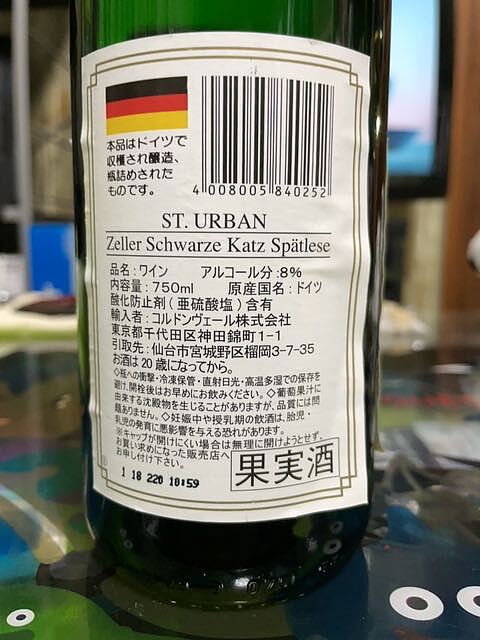 本品はドイツで
収穫され醸造、
瓶詰めされた
ものです。
4 008005 840252
ST. URBAN
Zeller Schwarze Katz Spätlese
品名:ワイン アルコール分:8%
内容量:750ml 原産国名:ドイツ
酸化防止剤(亜硫酸塩)含有
輸入者:コルドンヴェール株式会社
東京都千代田区神田錦町1-1
引取先:仙台市宮城野区榴岡3-7-35
お酒は20歳になってから。
◇瓶への衝撃・冷凍保管・直射日光・高温多湿での保存を
避け、開栓後はお早めにお飲みください。◇葡萄果汁に
由来する沈殿物を生じることがありますが、品質には問
題ありません。◇妊娠中や授乳期の飲酒は、胎児・
乳児の発育に悪影響を与える恐れがあります。
※キャップが開けにくい場合は無理に開けようとせず、
お買い求めになった販売店へ
お申し付け下さい。
果実酒
1 18 220 10:59